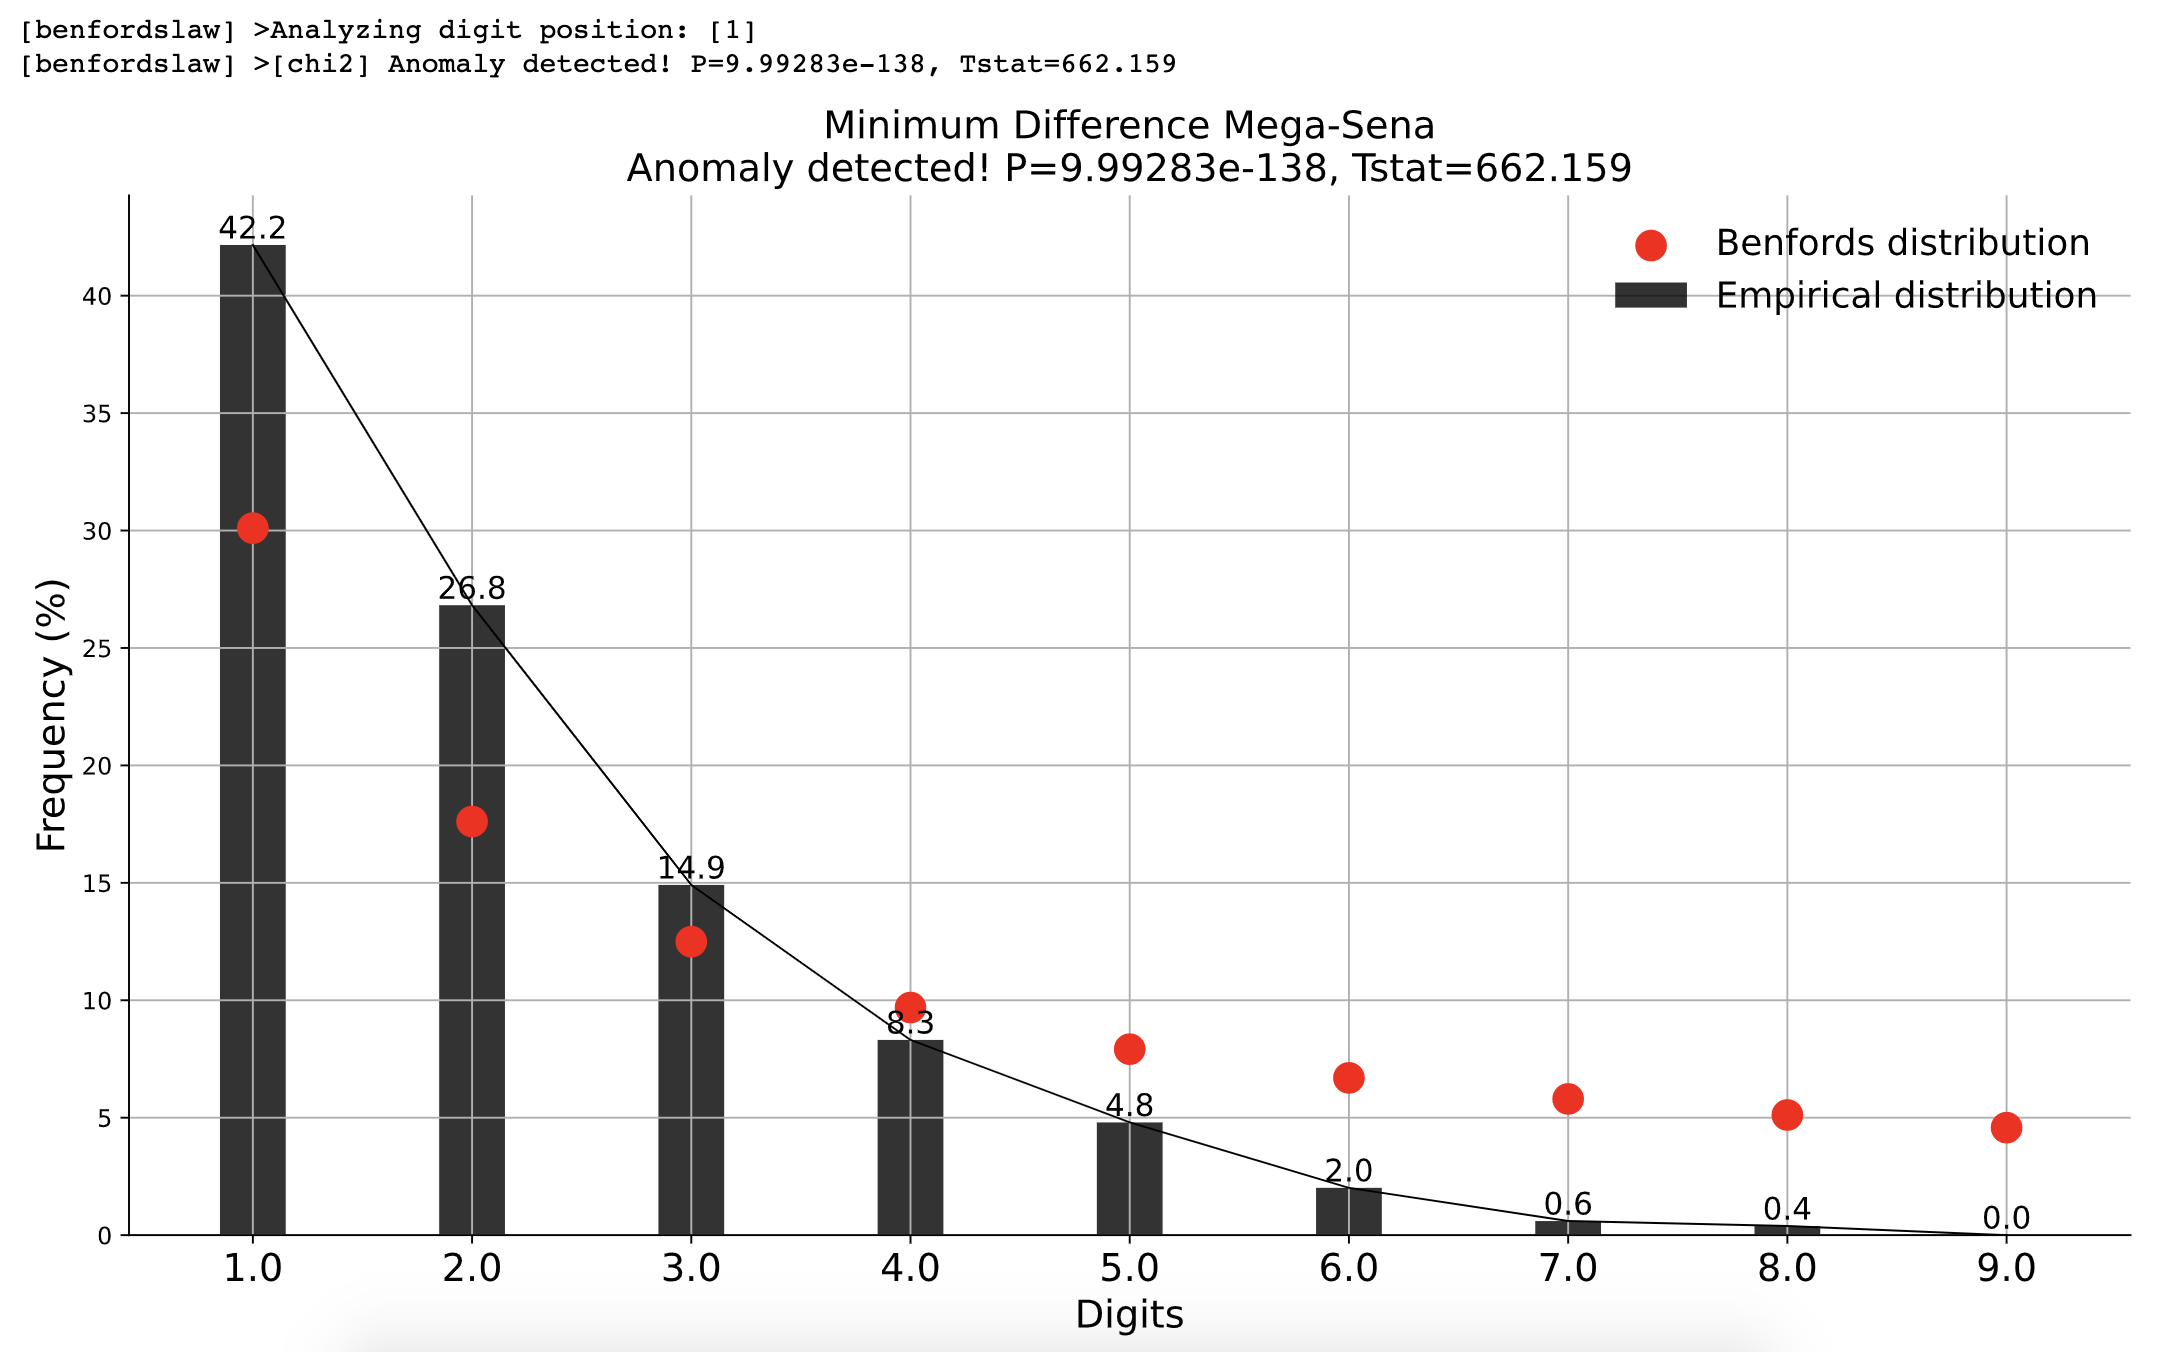 [benfordslaw] >Analyzing digit position: [1]
[benfordslaw] >[chi2] Anomaly detected! P=9.99283e-138, Tstat=662.159
Minimum Difference Mega-Sena
Anomaly detected! P=9.99283e-138, Tstat=662.159
Benfords distribution
Empirical distribution
Frequency (%)
40
35
30
25
20
15
10
5
0
42.2
26.8
14.9
8.3
4.8
2.0
0.6
0.4
0.0
1.0 2.0 3.0 4.0 5.0 6.0 7.0 8.0 9.0
Digits